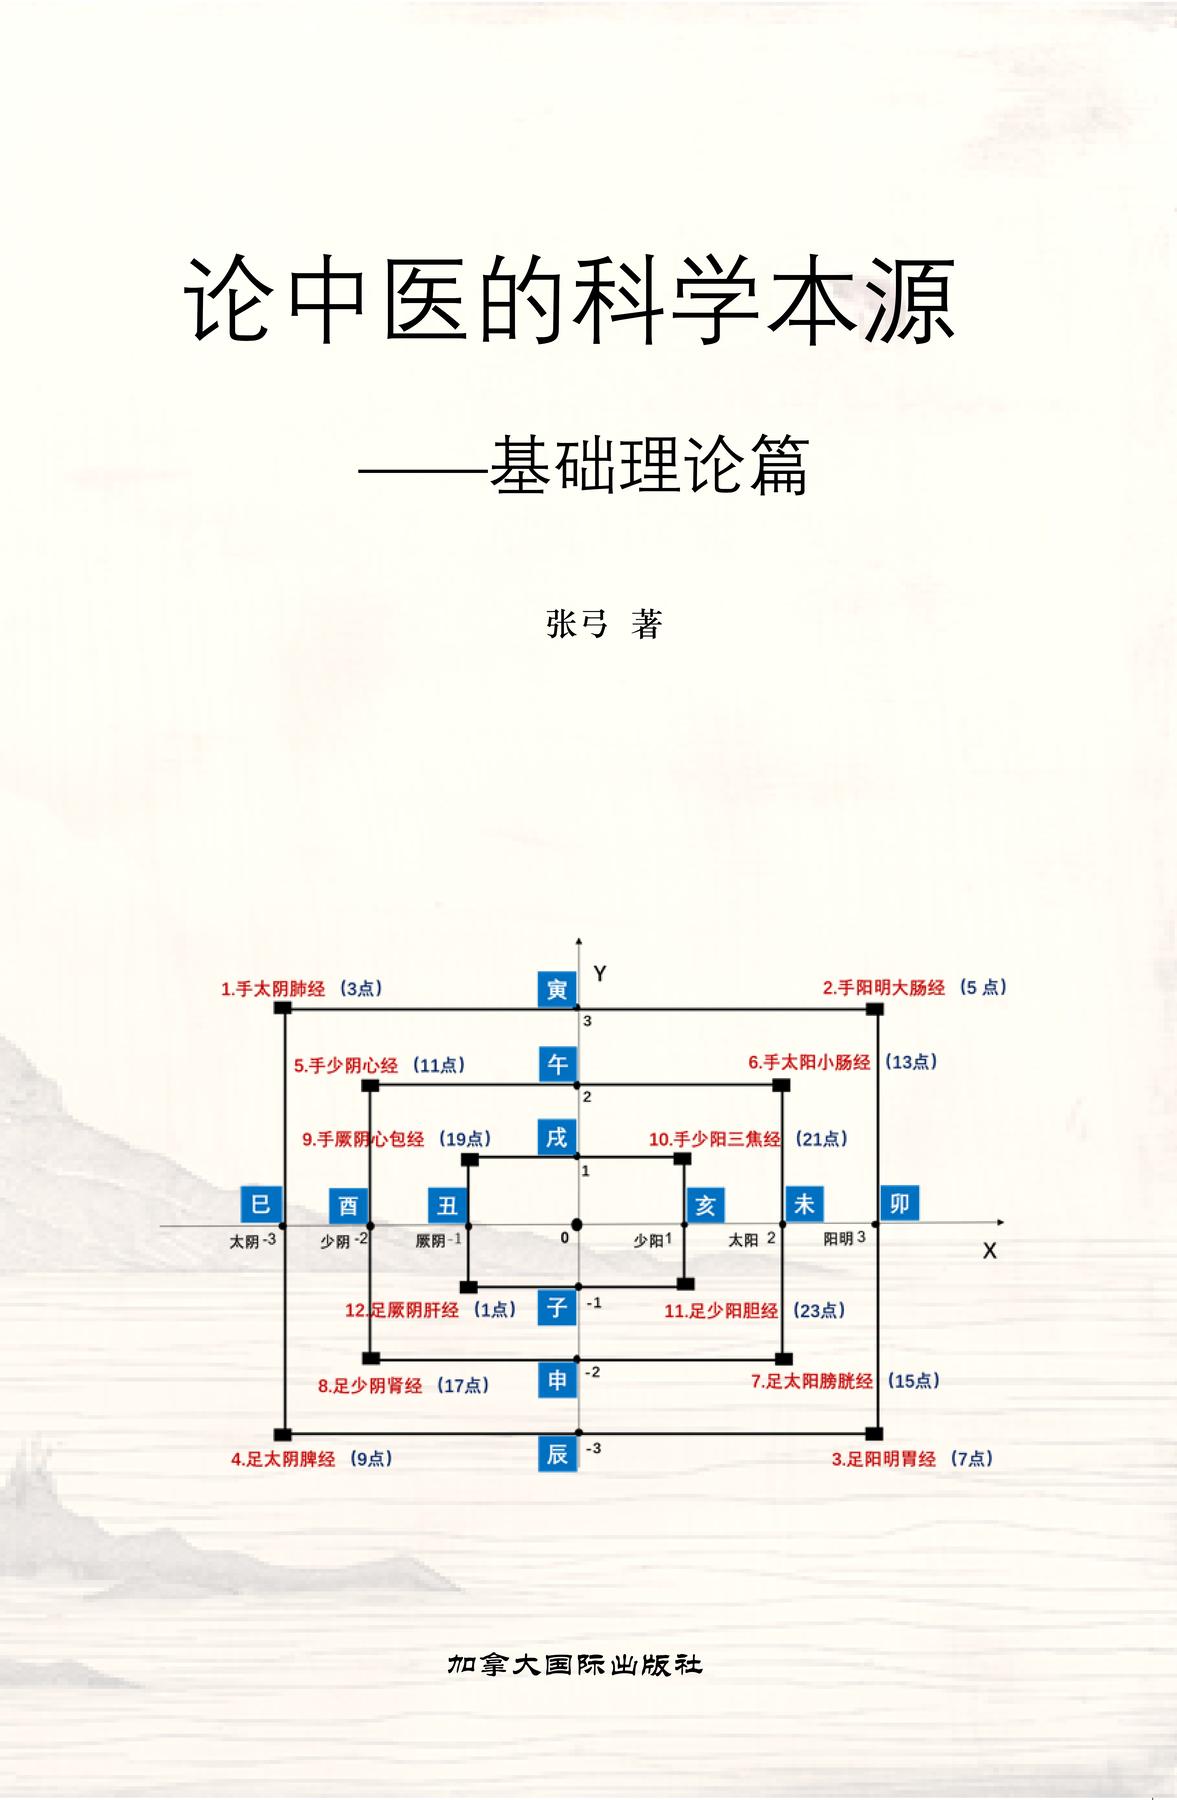 论中医的科学本源
——基础理论篇
张弓 著
Y
寅
1.手太阴肺经 (3点)
2.手阳明大肠经 (5 点)
3
午
5.手少阴心经 (11点)
6.手太阳小肠经 (13点)
2
戌
9.手厥阴心包经 (19点)
10.手少阳三焦经 (21点)
1
巳 酉 丑 亥 未 卯
太阴 -3 少阴 -2 厥阴 -1 0 少阳 1 太阳 2 阳明 3
X
子 -1
12.足厥阴肝经 (1点)
11.足少阳胆经 (23点)
申 -2
8.足少阴肾经 (17点)
7.足太阳膀胱经 (15点)
辰 -3
4.足太阴脾经 (9点)
3.足阳明胃经 (7点)
加拿大国际出版社